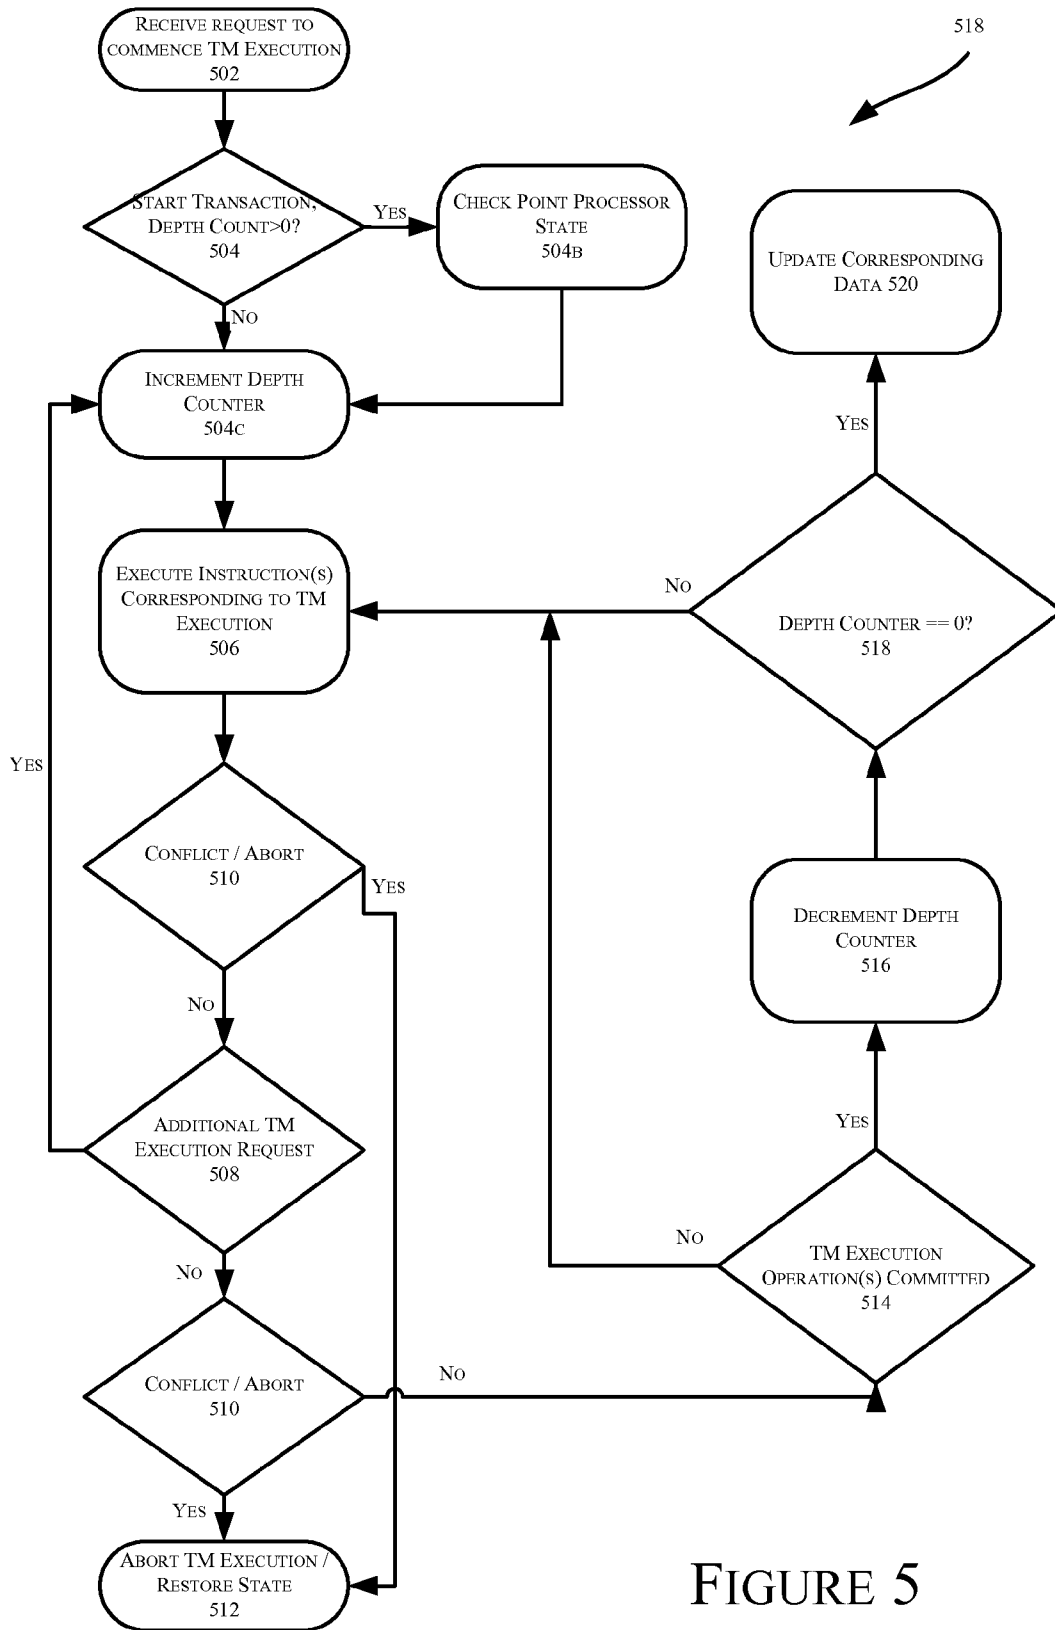 RECEIVE REQUEST TO
COMMENCE TM EXECUTION
502
518
START TRANSACTION,
DEPTH COUNT>0?
504
YES
CHECK POINT PROCESSOR
STATE
504B
NO
UPDATE CORRESPONDING
DATA 520
INCREMENT DEPTH
COUNTER
504C
YES
EXECUTE INSTRUCTION(S)
CORRESPONDING TO TM
EXECUTION
506
NO
DEPTH COUNTER == 0?
518
YES
CONFLICT / ABORT
510
YES
NO
DECREMENT DEPTH
COUNTER
516
ADDITIONAL TM
EXECUTION REQUEST
508
YES
NO
NO
TM EXECUTION
OPERATION(S) COMMITTED
514
CONFLICT / ABORT
510
NO
YES
ABORT TM EXECUTION /
RESTORE STATE
512
FIGURE 5